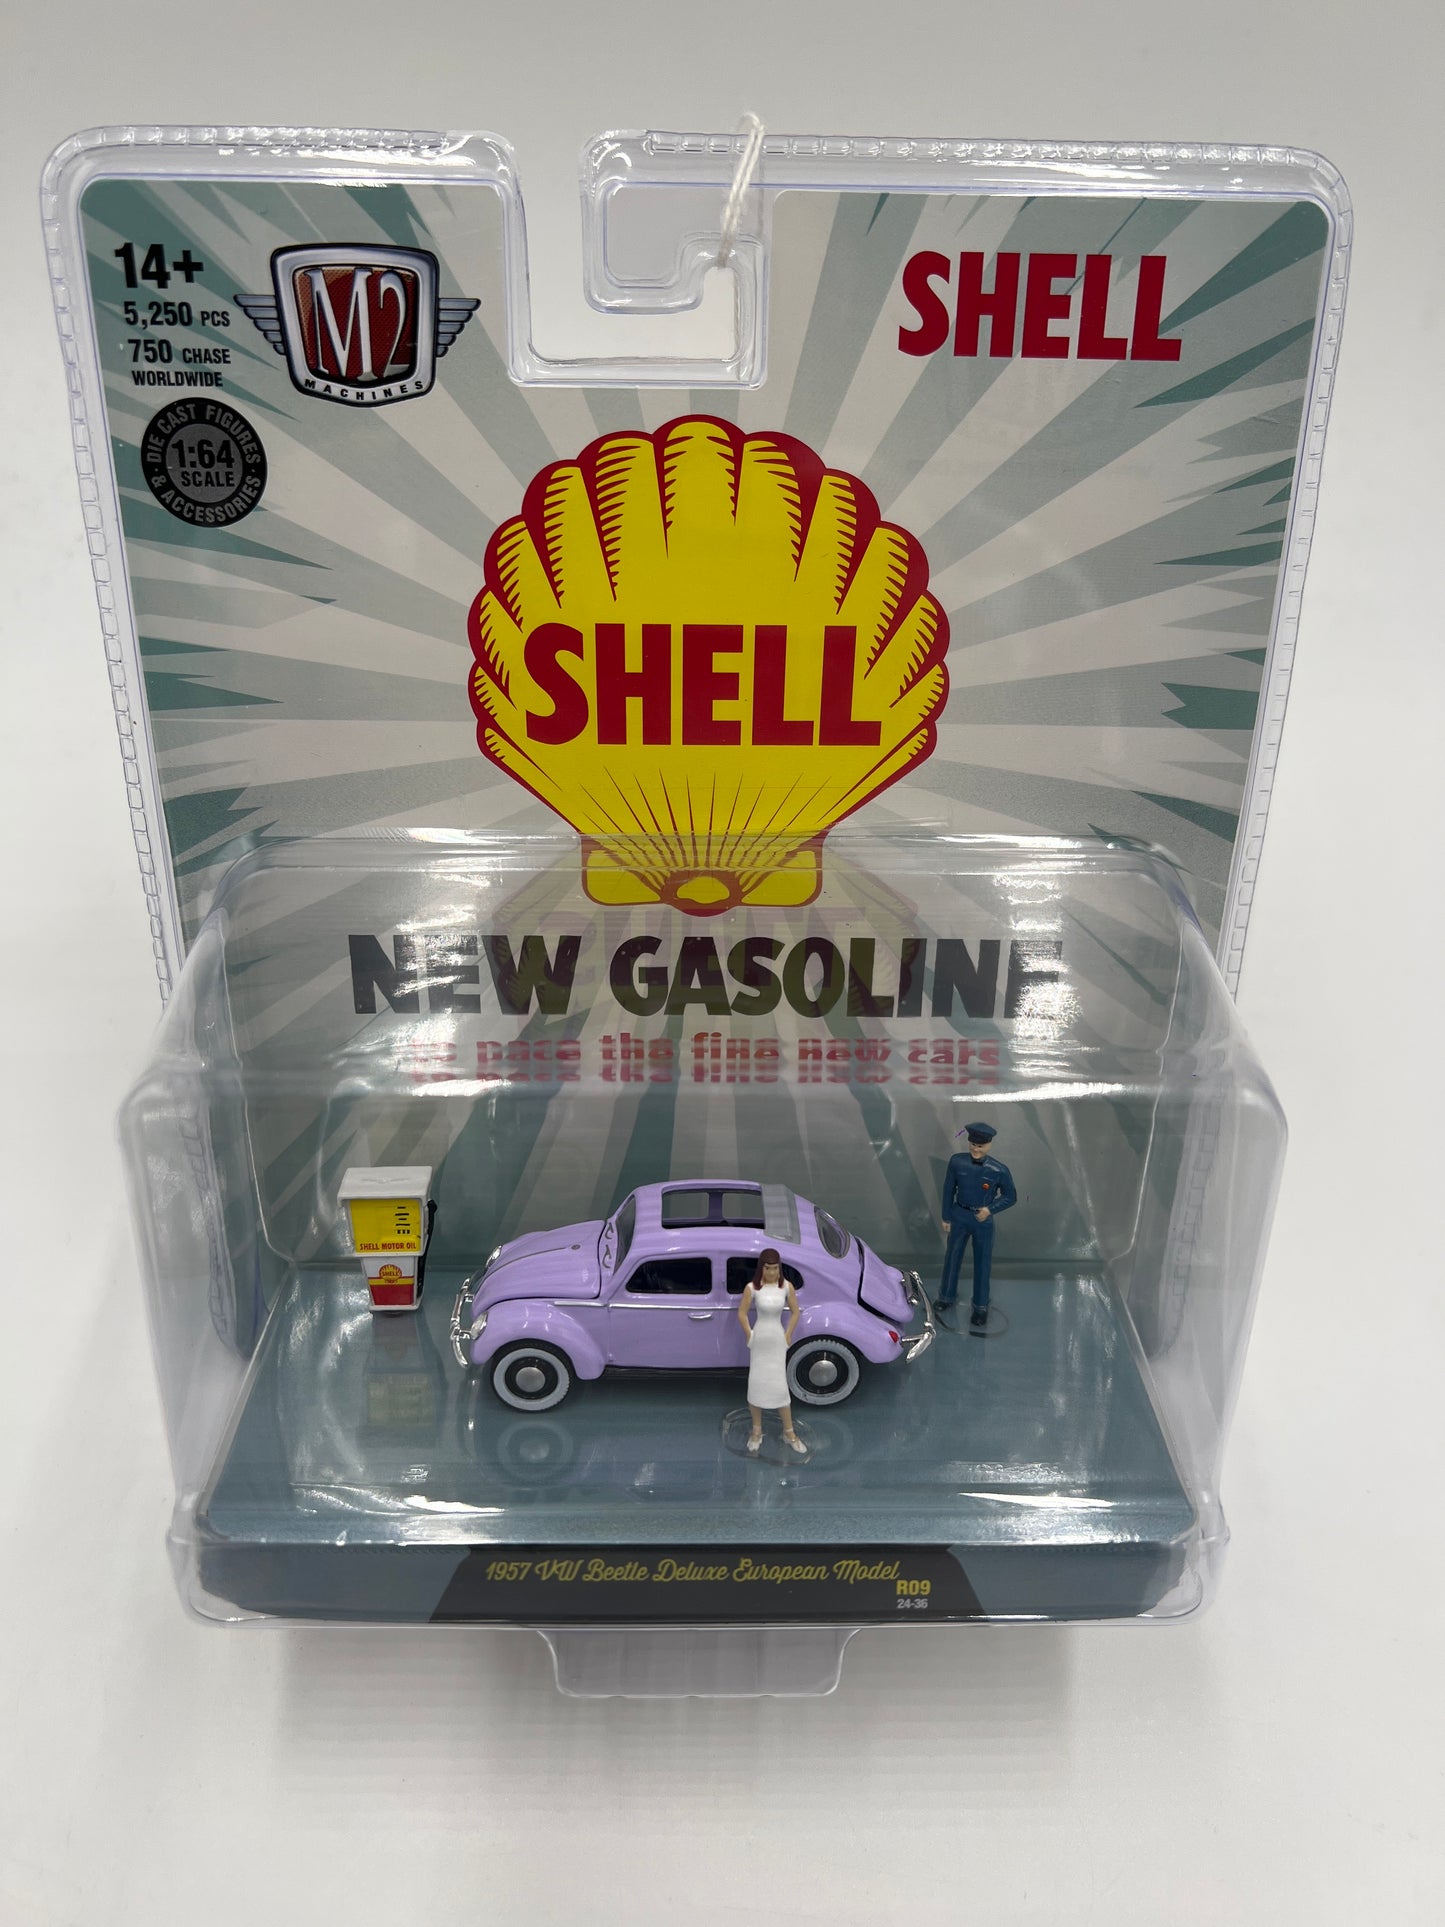 14+
5,250 PCS
750 CHASE
WORLDWIDE
M2
MACHINES
DIE CAST FIGURES
1:64
SCALE
& ACCESSORIES
SHELL
SHELL
NEW GASOLINE
to pace the fine new cars
SHELL MOTOR OIL
SHELL
1957 VW Beetle Deluxe European Model
R09
24-36